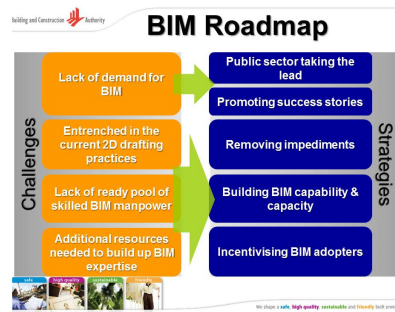 Building and Construction Authority
BIM Roadmap
Challenges
Lack of demand for
BIM
Entrenched in the
current 2D drafting
practices
Lack of ready pool of
skilled BIM manpower
Additional resources
needed to build up BIM
expertise
Public sector taking the
lead
Promoting success stories
Removing impediments
Building BIM capability &
capacity
Incentivising BIM adopters
Strategies
safe
high quality
sustainable
friendly
We shape a safe, high quality, sustainable and friendly built